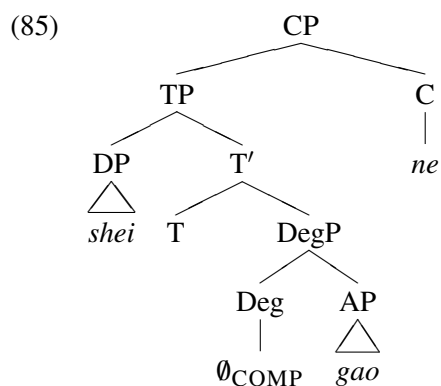 (85) CP
TP C
DP T′ ne
shei T DegP
Deg AP
∅COMP gao